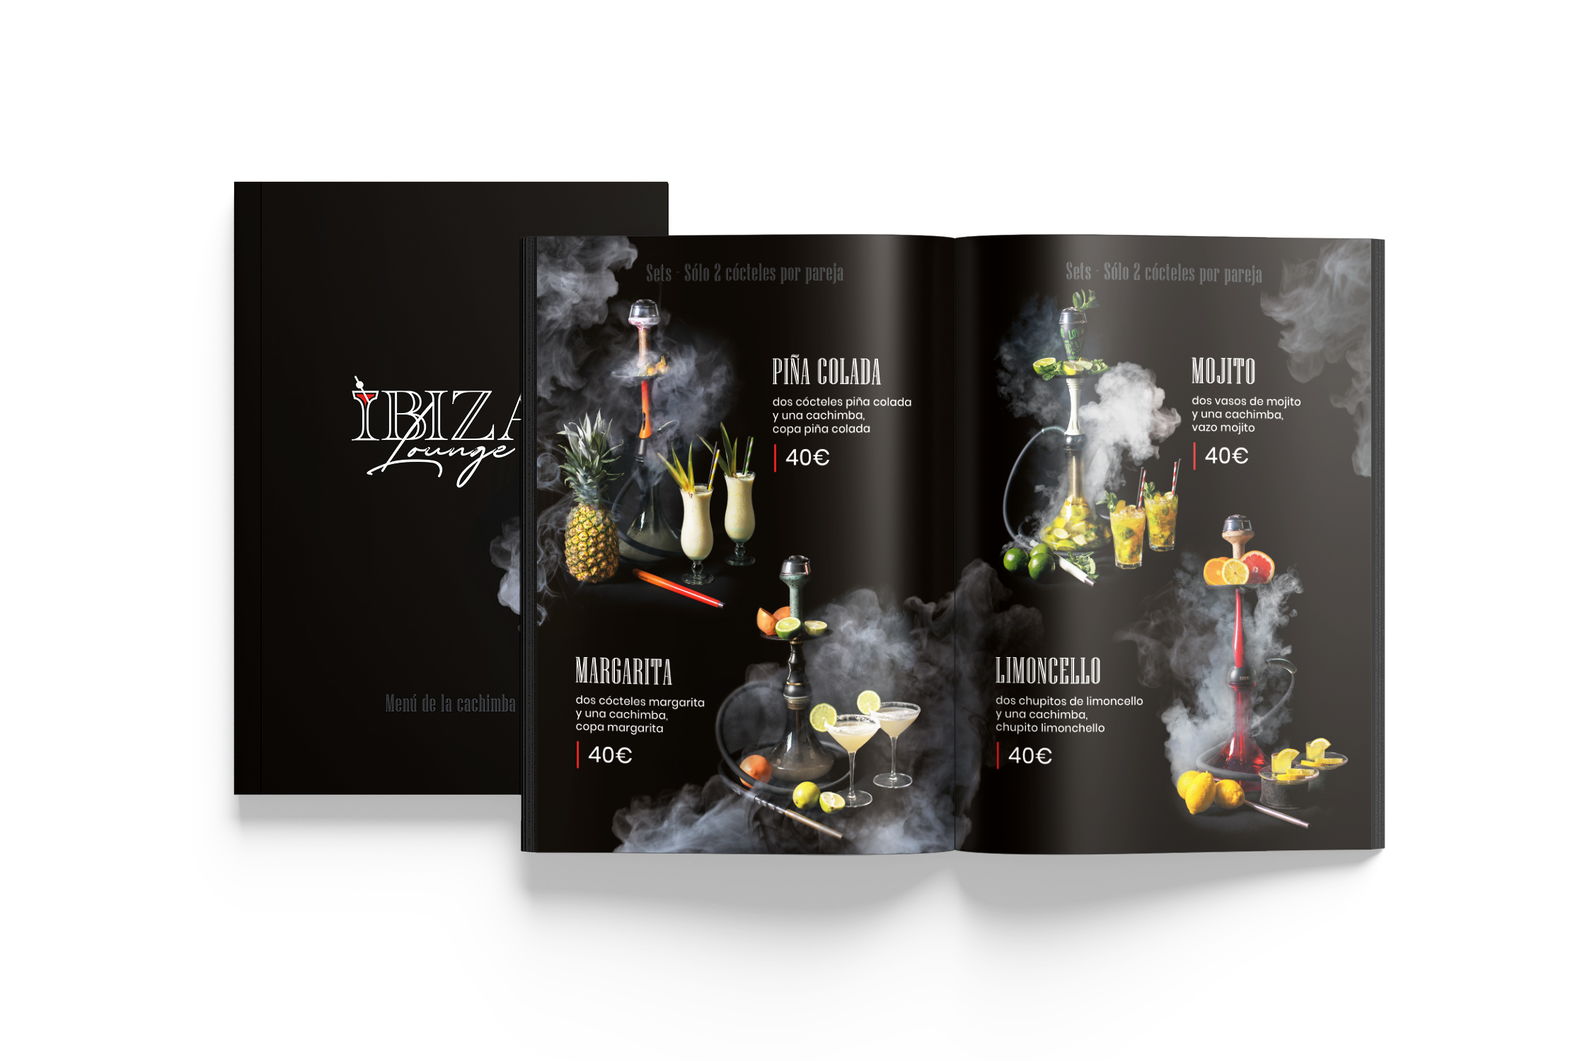 IBIZA
Lounge
Menú de la cachimba
Sets - Sólo 2 cócteles por pareja
PIÑA COLADA
dos cócteles piña colada
y una cachimba,
copa piña colada
40€
MARGARITA
dos cócteles margarita
y una cachimba,
copa margarita
40€
Sets - Sólo 2 cócteles por pareja
MOJITO
dos vasos de mojito
y una cachimba,
vazo mojito
40€
LIMONCELLO
dos chupitos de limoncello
y una cachimba,
chupito limonchello
40€